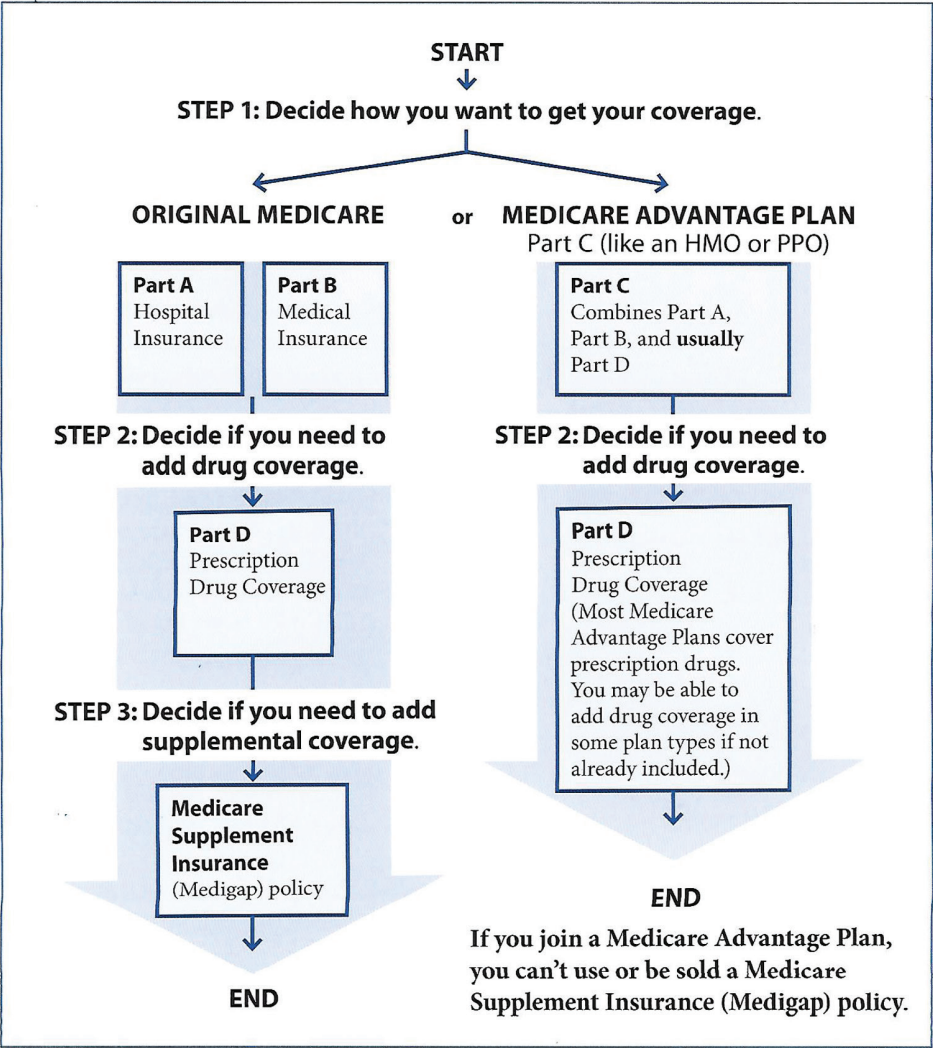 START
STEP 1: Decide how you want to get your coverage.
ORIGINAL MEDICARE or MEDICARE ADVANTAGE PLAN
Part C (like an HMO or PPO)
Part A
Hospital
Insurance
Part B
Medical
Insurance
STEP 2: Decide if you need to
add drug coverage.
Part D
Prescription
Drug Coverage
STEP 3: Decide if you need to add
supplemental coverage.
Medicare
Supplement
Insurance
(Medigap) policy
END
Part C
Combines Part A,
Part B, and usually
Part D
STEP 2: Decide if you need to
add drug coverage.
Part D
Prescription
Drug Coverage
(Most Medicare
Advantage Plans cover
prescription drugs.
You may be able to
add drug coverage in
some plan types if not
already included.)
END
If you join a Medicare Advantage Plan,
you can't use or be sold a Medicare
Supplement Insurance (Medigap) policy.